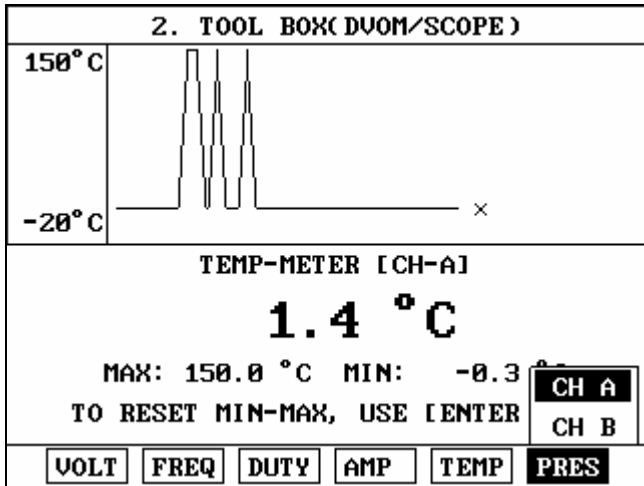 2. TOOL BOX(DVOM/SCOPE)
150°C
-20°C
TEMP-METER [CH-A]
1.4 °C
MAX: 150.0 °C MIN: -0.3
TO RESET MIN-MAX, USE [ENTER
CH A
CH B
VOLT FREQ DUTY AMP TEMP PRES